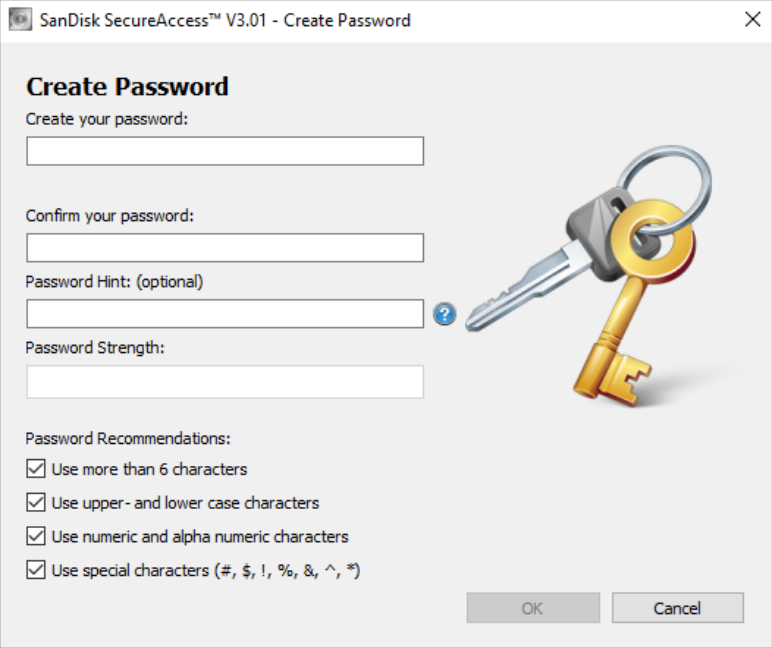 SanDisk SecureAccess™ V3.01 - Create Password
Create Password
Create your password:
Confirm your password:
Password Hint: (optional)
?
Password Strength:
Password Recommendations:
Use more than 6 characters
Use upper- and lower case characters
Use numeric and alpha numeric characters
Use special characters (#, $, !, %, &, ^, *)
OK
Cancel